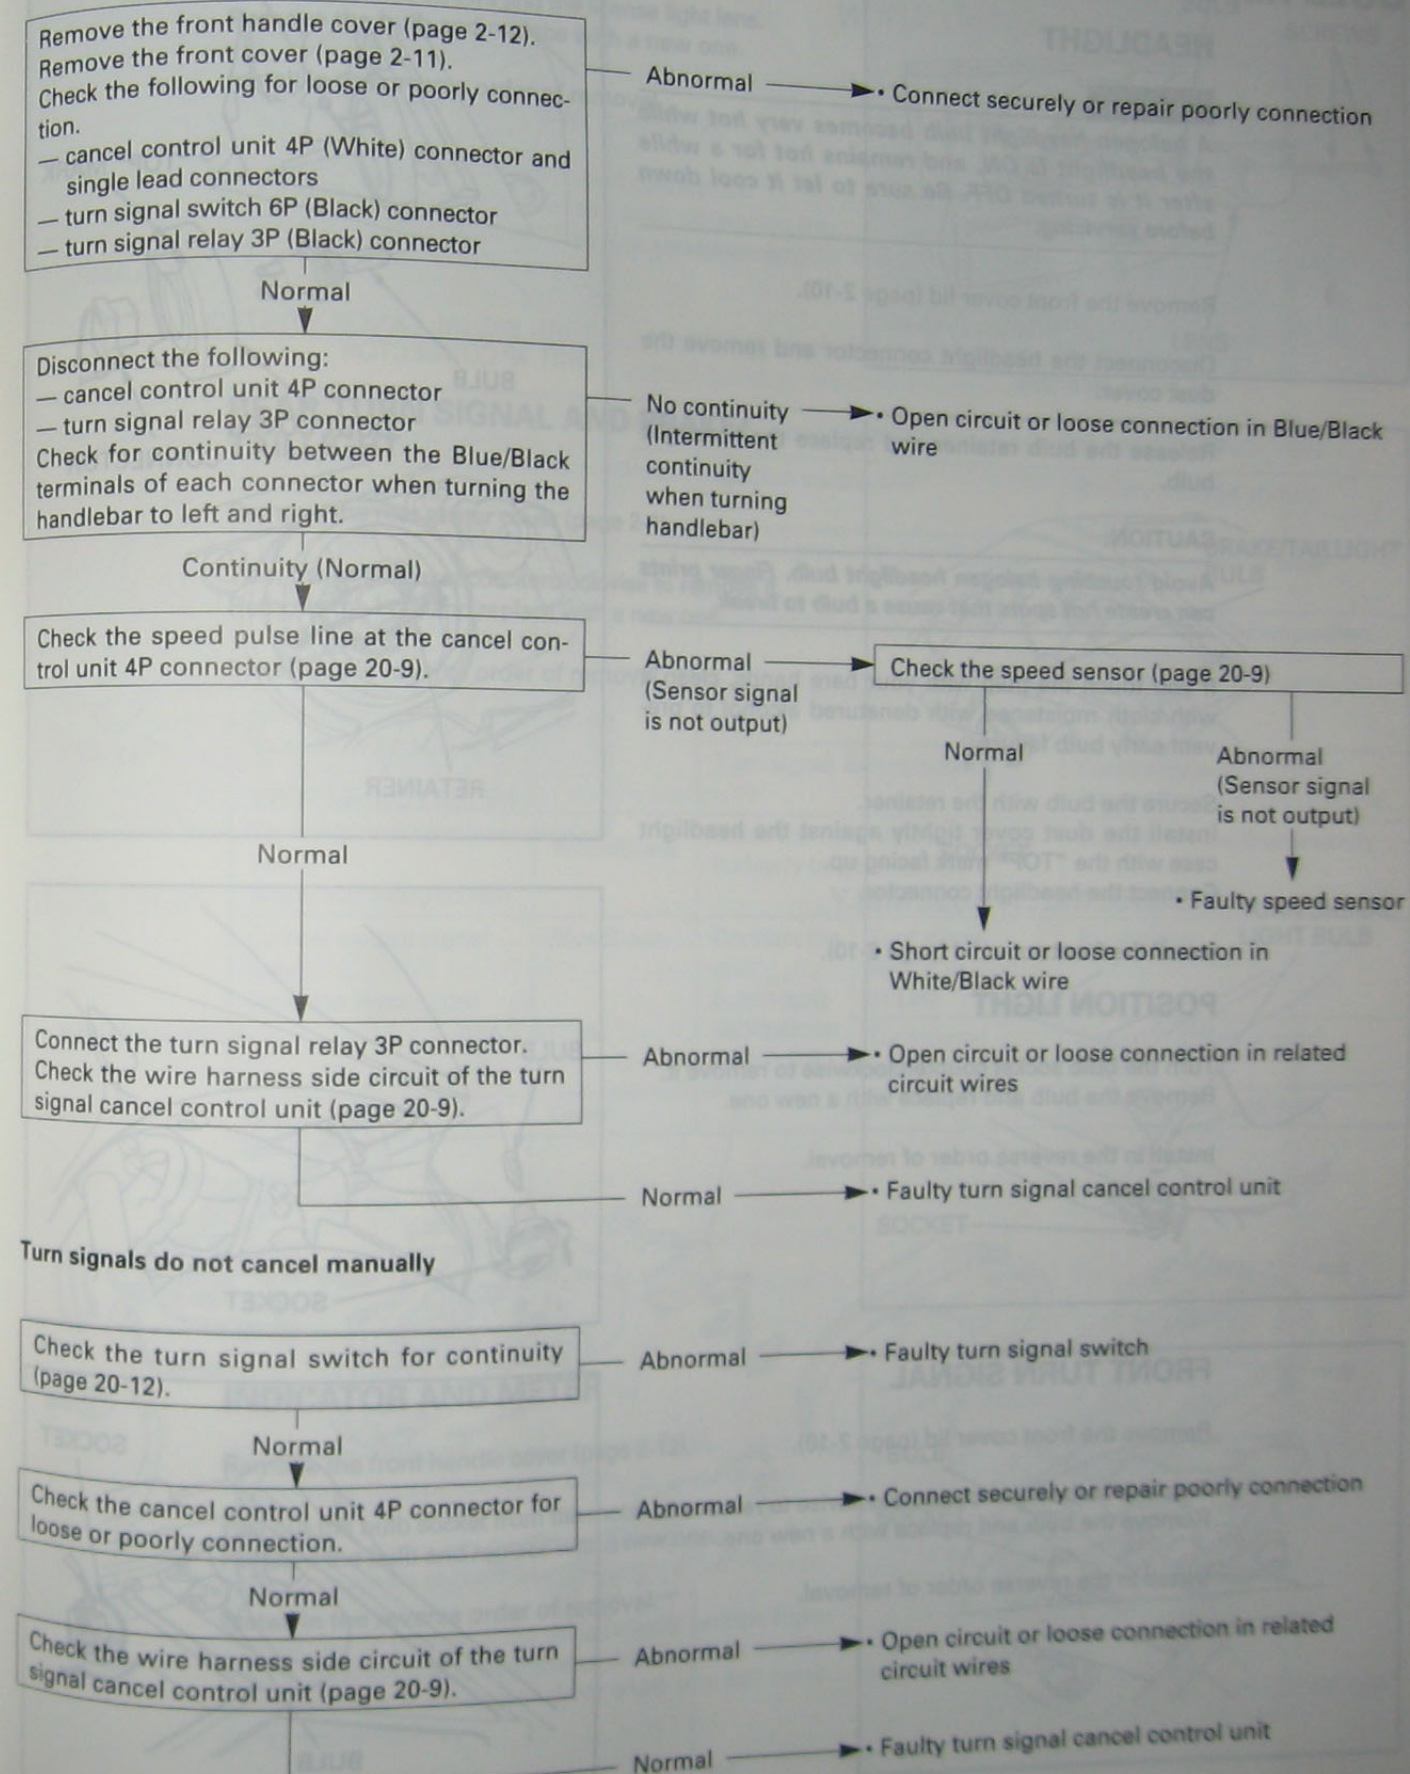 Remove the front handle cover (page 2-12).
Remove the front cover (page 2-11).
Check the following for loose or poorly connec-
tion.
— cancel control unit 4P (White) connector and
single lead connectors
— turn signal switch 6P (Black) connector
— turn signal relay 3P (Black) connector
Abnormal
• Connect securely or repair poorly connection
Normal
Disconnect the following:
— cancel control unit 4P connector
— turn signal relay 3P connector
Check for continuity between the Blue/Black
terminals of each connector when turning the
handlebar to left and right.
No continuity
(Intermittent
continuity
when turning
handlebar)
• Open circuit or loose connection in Blue/Black
wire
Continuity (Normal)
Check the speed pulse line at the cancel con-
trol unit 4P connector (page 20-9).
Abnormal
(Sensor signal
is not output)
Check the speed sensor (page 20-9)
Normal
Abnormal
(Sensor signal
is not output)
• Faulty speed sensor
• Short circuit or loose connection in
White/Black wire
Normal
Connect the turn signal relay 3P connector.
Check the wire harness side circuit of the turn
signal cancel control unit (page 20-9).
Abnormal
• Open circuit or loose connection in related
circuit wires
Normal
• Faulty turn signal cancel control unit
Turn signals do not cancel manually
Check the turn signal switch for continuity
(page 20-12).
Abnormal
• Faulty turn signal switch
Normal
Check the cancel control unit 4P connector for
loose or poorly connection.
Abnormal
• Connect securely or repair poorly connection
Normal
Check the wire harness side circuit of the turn
signal cancel control unit (page 20-9).
Abnormal
• Open circuit or loose connection in related
circuit wires
Normal
• Faulty turn signal cancel control unit